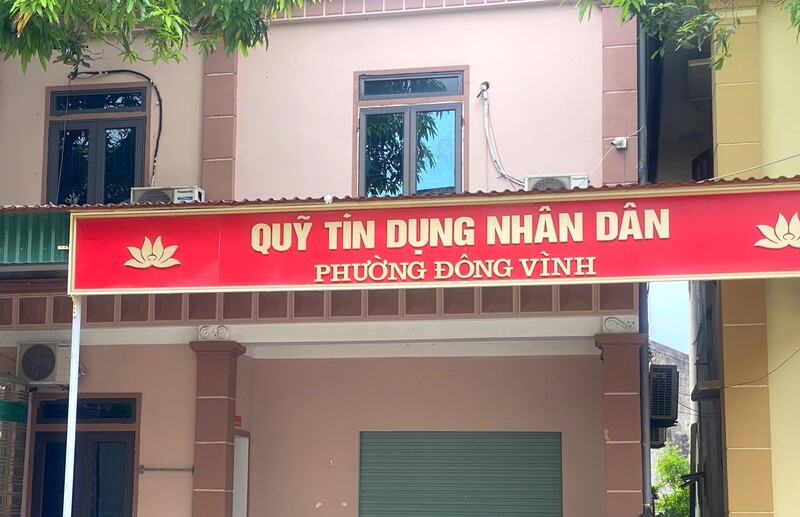 QUỸ TÍN DỤNG NHÂN DÂN
PHƯỜNG ĐÔNG VĨNH